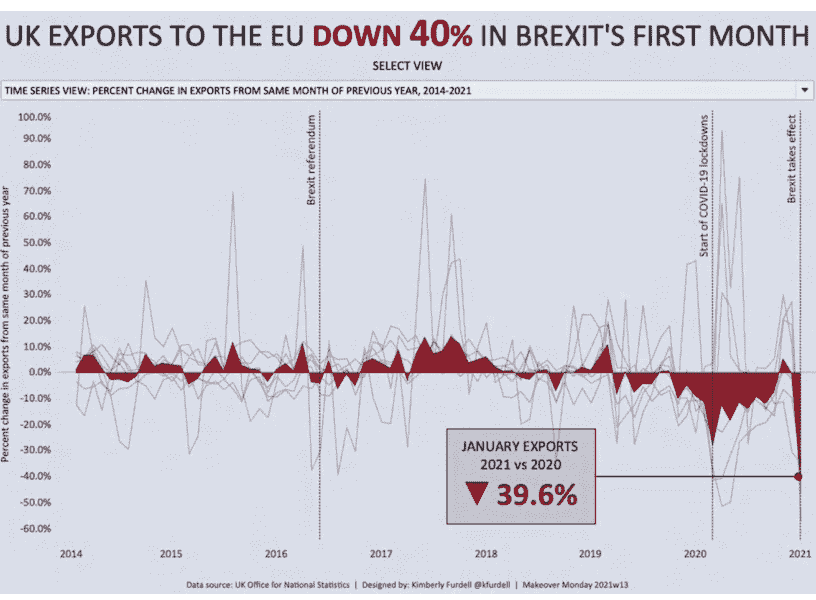 UK EXPORTS TO THE EU DOWN 40% IN BREXIT'S FIRST MONTH
SELECT VIEW
TIME SERIES VIEW: PERCENT CHANGE IN EXPORTS FROM SAME MONTH OF PREVIOUS YEAR, 2014-2021
Percent change in exports from same month of previous year
100.0%
90.0%
80.0%
70.0%
60.0%
50.0%
40.0%
30.0%
20.0%
10.0%
0.0%
-10.0%
-20.0%
-30.0%
-40.0%
-50.0%
-60.0%
Brexit referendum
Start of COVID-19 lockdowns
Brexit takes effect
JANUARY EXPORTS
2021 vs 2020
▼ 39.6%
2014 2015 2016 2017 2018 2019 2020 2021
Data source: UK Office for National Statistics | Designed by: Kimberly Furdell @kfurdell | Makeover Monday 2021w13